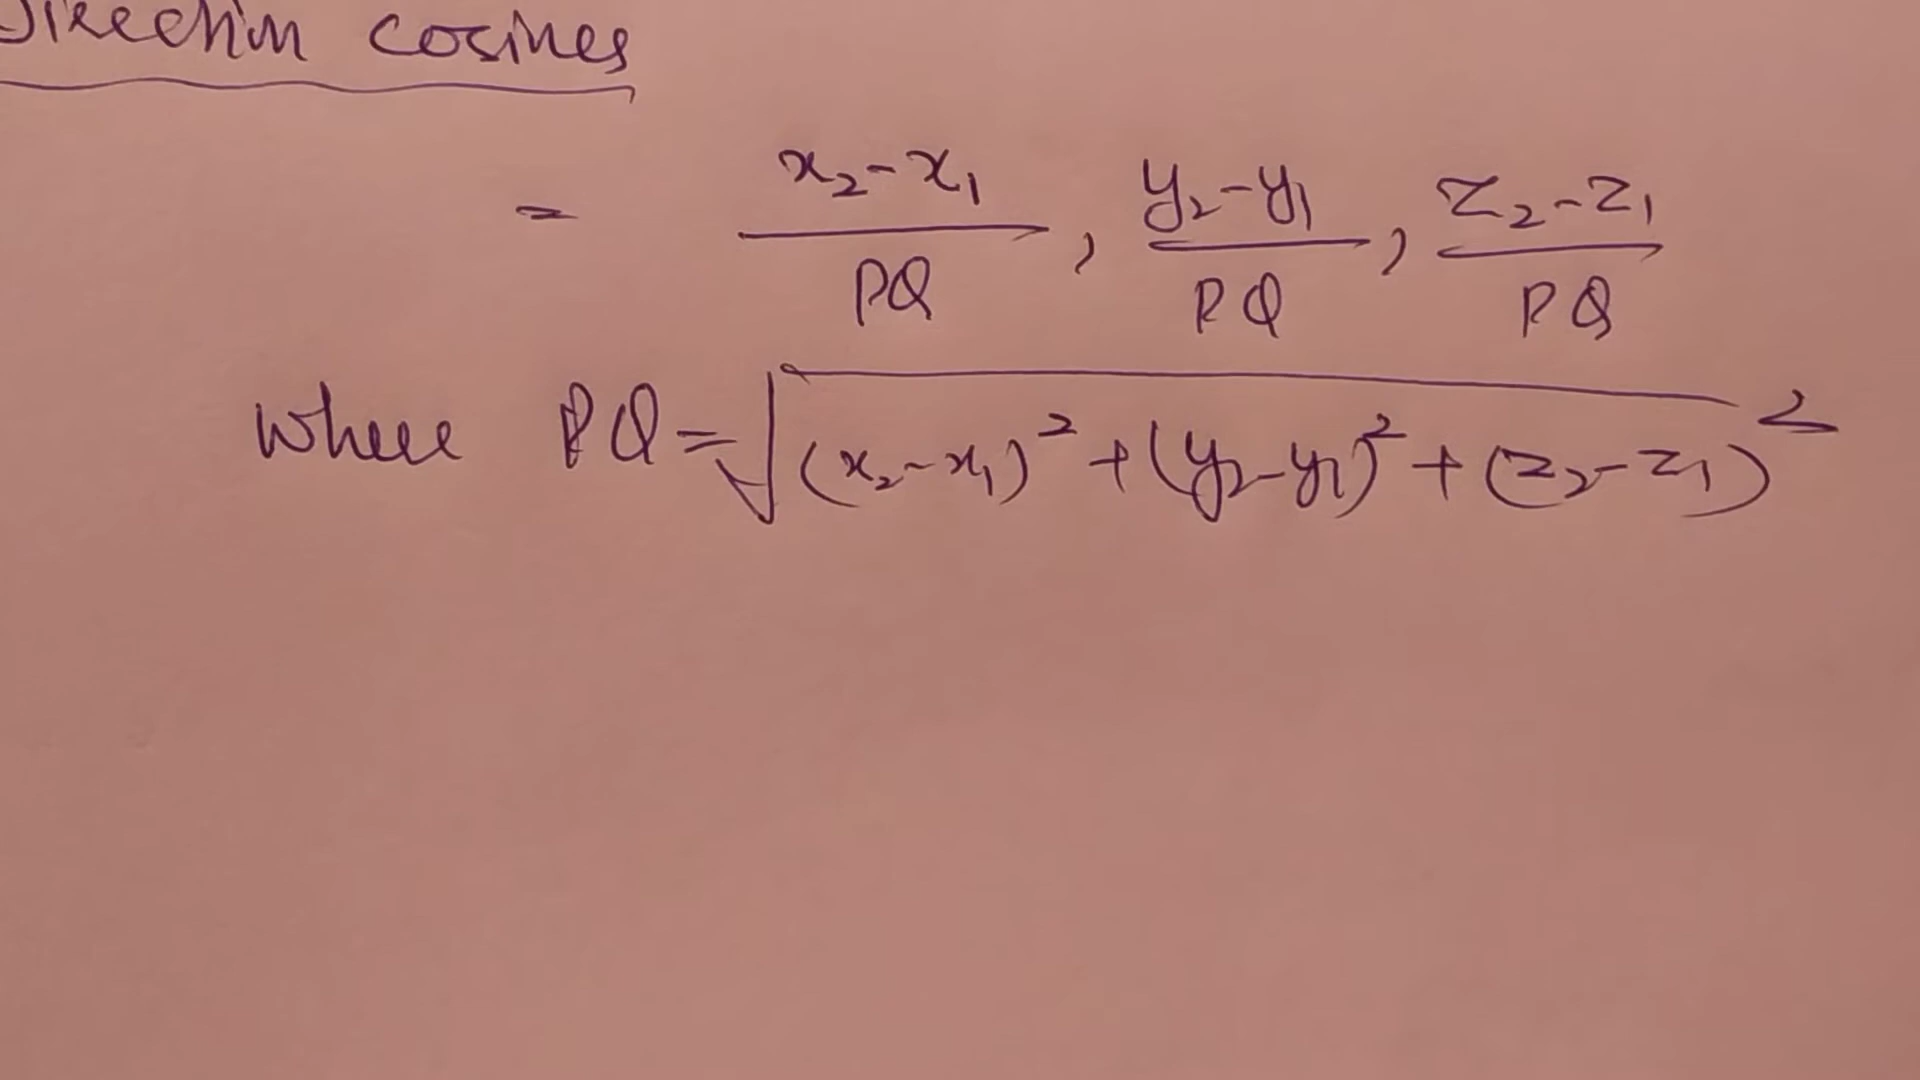 Direction cosines
= x₂-x₁/PQ, y₂-y₁/PQ, z₂-z₁/PQ
where PQ=√(x₂-x₁)²+(y₂-y₁)²+(z₂-z₁)²